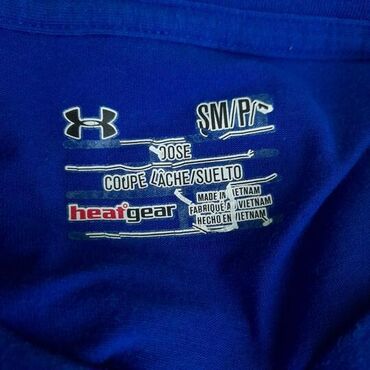 SM/P/
OOSE
COUPE LÂCHE/SUELTO
heatgear
MADE IN VIETNAM
FABRIQUÉ AU VIETNAM
HECHO EN VIETNAM